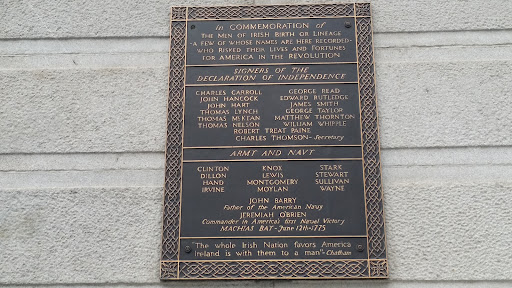 in COMMEMORATION of
THE MEN OF IRISH BIRTH OR LINEAGE
-A FEW OF WHOSE NAMES ARE HERE RECORDED-
WHO RISKED THEIR LIVES AND FORTUNES
FOR AMERICA IN THE REVOLUTION
SIGNERS OF THE
DECLARATION OF INDEPENDENCE
CHARLES CARROLL GEORGE READ
JOHN HANCOCK EDWARD RUTLEDGE
JOHN HART JAMES SMITH
THOMAS LYNCH GEORGE TAYLOR
THOMAS McKEAN MATTHEW THORNTON
THOMAS NELSON WILLIAM WHIPPLE
ROBERT TREAT PAINE
CHARLES THOMSON-Secretary
ARMY AND NAVY
CLINTON KNOX STARK
DILLON LEWIS STEWART
HAND MONTGOMERY SULLIVAN
IRVINE MOYLAN WAYNE
JOHN BARRY
Father of the American Navy
JEREMIAH O'BRIEN
Commander in America's first Naval Victory
MACHIAS BAY-June 12th-1775
"The whole Irish Nation favors America
Ireland is with them to a man"-Chatham